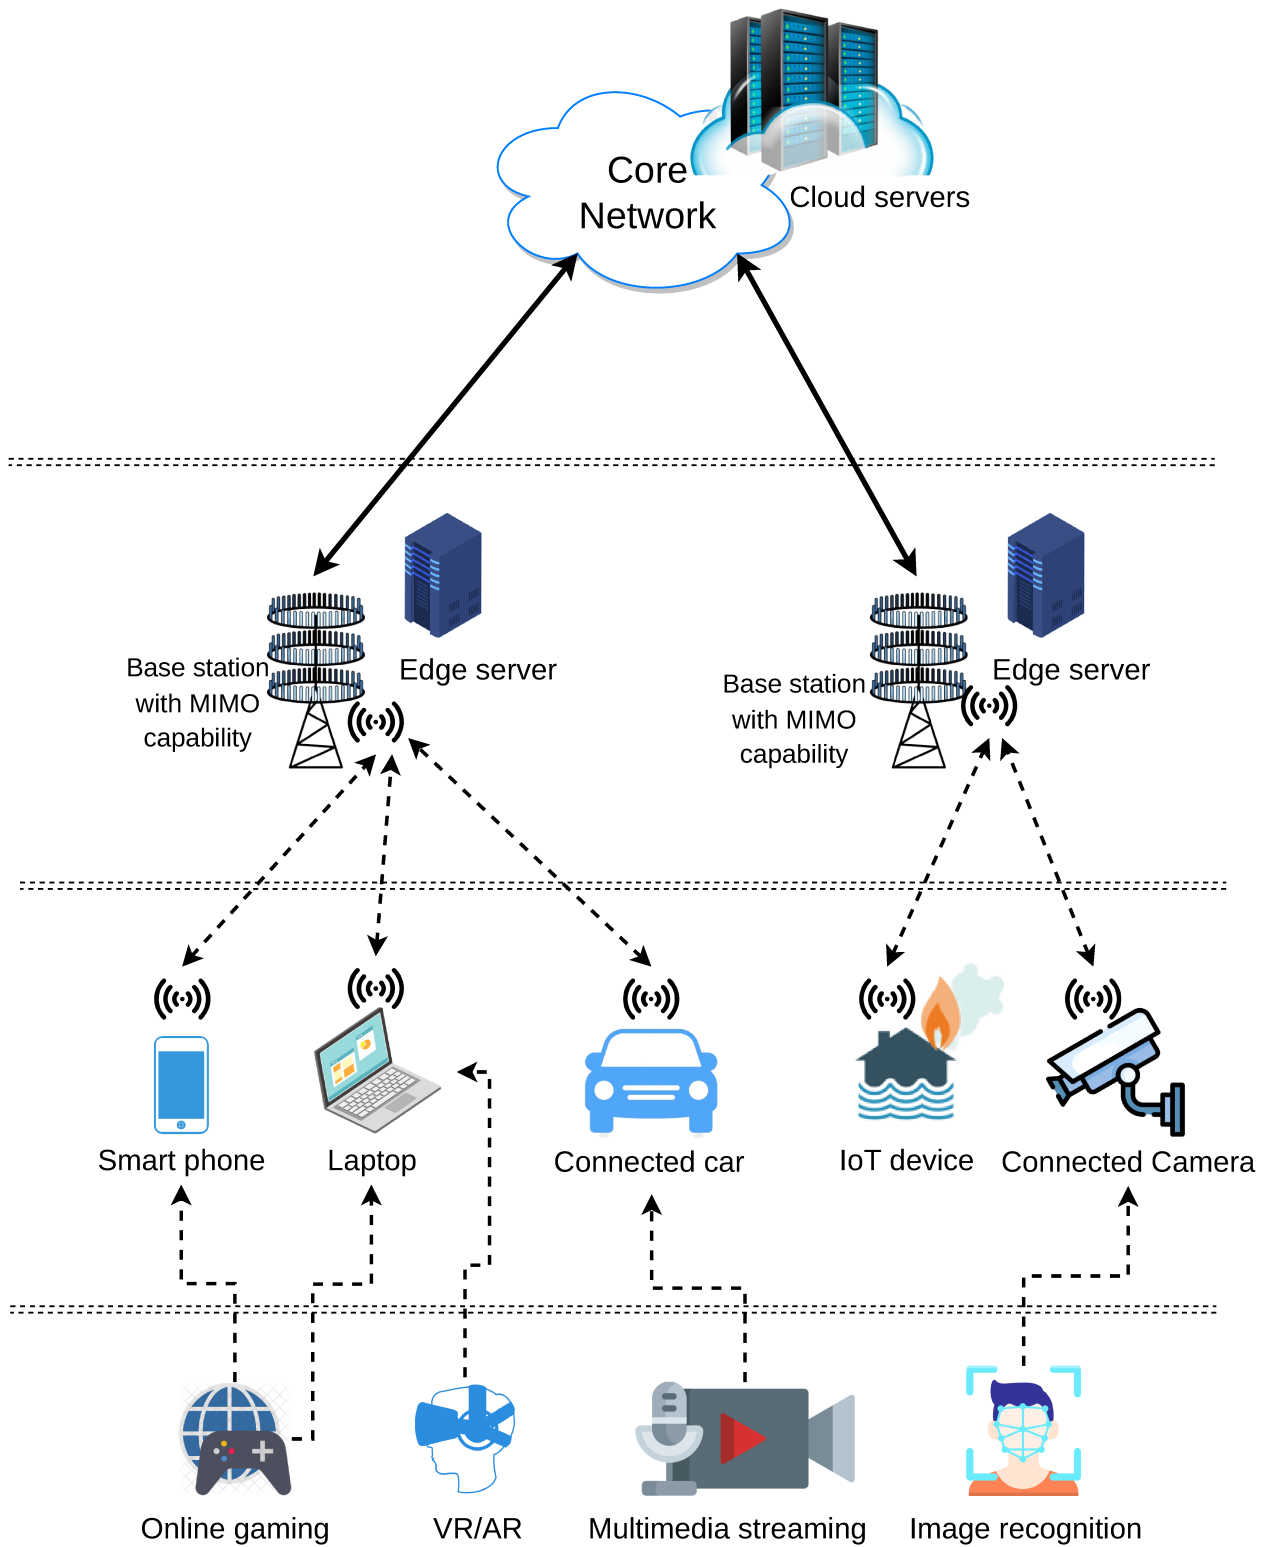 Core
Network
Cloud servers
Base station
with MIMO
capability
Edge server
Base station
with MIMO
capability
Edge server
Smart phone
Laptop
Connected car
IoT device
Connected Camera
Online gaming
VR/AR
Multimedia streaming
Image recognition